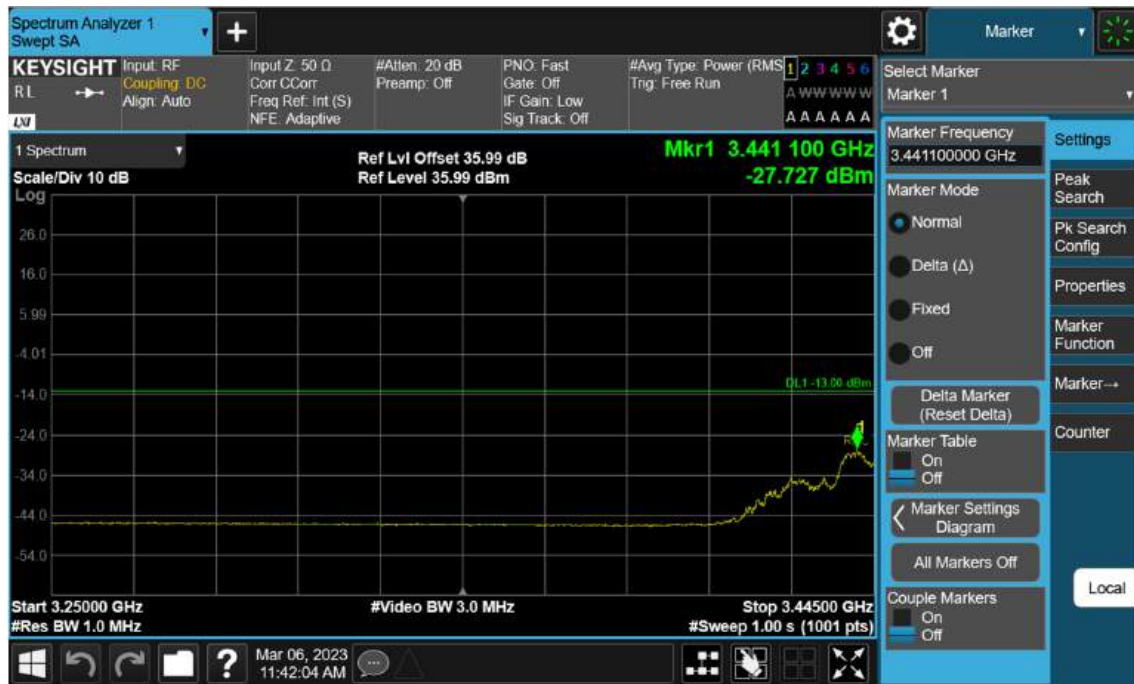 Spectrum Analyzer 1
Swept SA
Marker
KEYSIGHT
RL
LXI
Input: RF
Coupling: DC
Align: Auto
Input Z: 50 Ω
Corr CCorr
Freq Ref: Int (S)
NFE: Adaptive
#Atten: 20 dB
Preamp: Off
PNO: Fast
Gate: Off
IF Gain: Low
Sig Track: Off
#Avg Type: Power (RMS
Trig: Free Run
1 2 3 4 5 6
A W W W W W
A A A A A A
1 Spectrum
Scale/Div 10 dB
Log
Ref Lvl Offset 35.99 dB
Ref Level 35.99 dBm
Mkr1 3.441 100 GHz
-27.727 dBm
26.0
16.0
5.99
-4.01
-14.0
-24.0
-34.0
-44.0
-54.0
DL1 -13.00 dBm
1
Start 3.25000 GHz
#Res BW 1.0 MHz
#Video BW 3.0 MHz
Stop 3.44500 GHz
#Sweep 1.00 s (1001 pts)
Mar 06, 2023
11:42:04 AM
Select Marker
Marker 1
Marker Frequency
3.441100000 GHz
Marker Mode
Normal
Delta (Δ)
Fixed
Off
Delta Marker
(Reset Delta)
Marker Table
On
Off
Marker Settings
Diagram
All Markers Off
Couple Markers
On
Off
Settings
Peak
Search
Pk Search
Config
Properties
Marker
Function
Marker→
Counter
Local